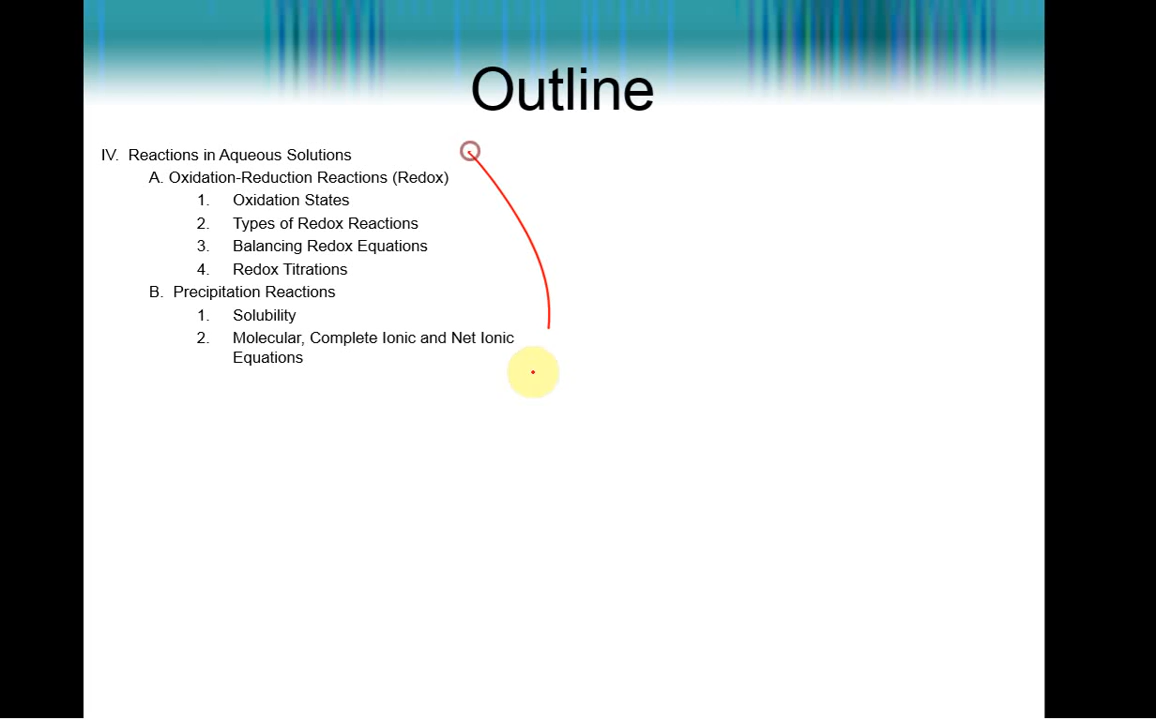 Outline
IV. Reactions in Aqueous Solutions
A. Oxidation-Reduction Reactions (Redox)
1. Oxidation States
2. Types of Redox Reactions
3. Balancing Redox Equations
4. Redox Titrations
B. Precipitation Reactions
1. Solubility
2. Molecular, Complete Ionic and Net Ionic
Equations